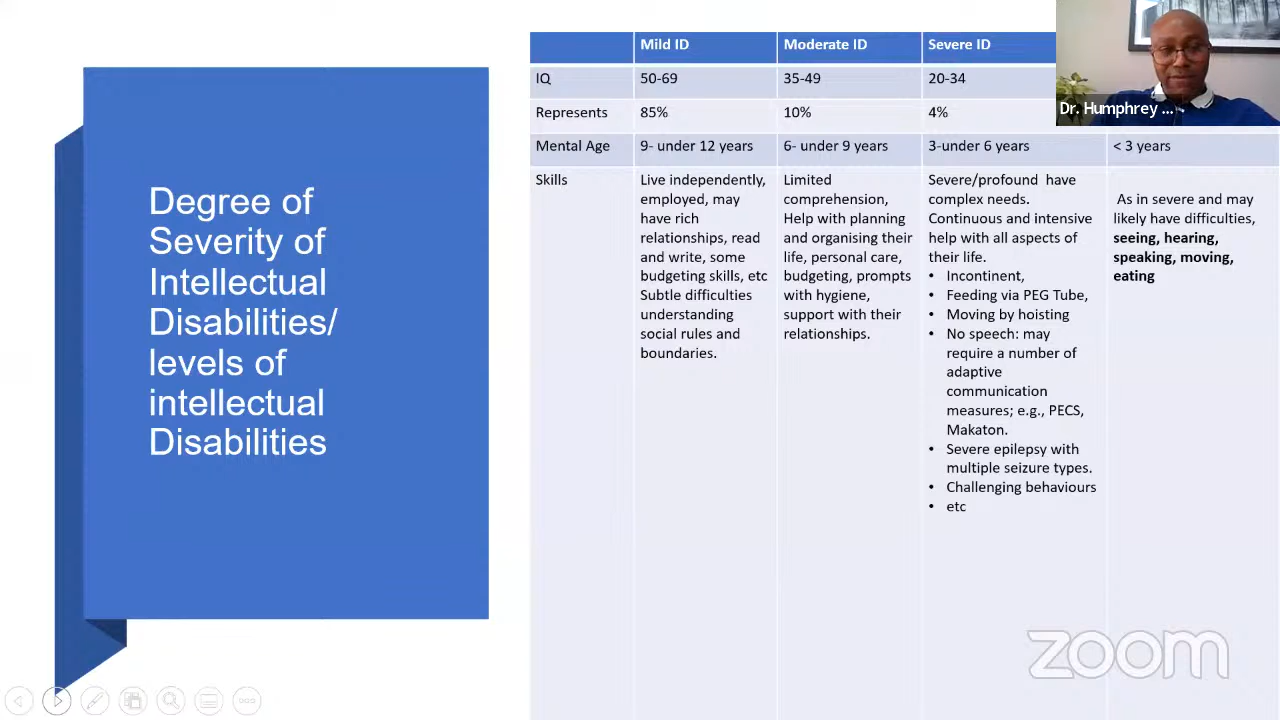 Degree of
Severity of
Intellectual
Disabilities/
levels of
intellectual
Disabilities
Mild ID
Moderate ID
Severe ID
IQ
50-69
35-49
20-34
Represents
85%
10%
4%
Mental Age
9- under 12 years
6- under 9 years
3-under 6 years
< 3 years
Skills
Live independently,
employed, may
have rich
relationships, read
and write, some
budgeting skills, etc
Subtle difficulties
understanding
social rules and
boundaries.
Limited
comprehension,
Help with planning
and organising their
life, personal care,
budgeting, prompts
with hygiene,
support with their
relationships.
Severe/profound have
complex needs.
Continuous and intensive
help with all aspects of
their life.
• Incontinent,
• Feeding via PEG Tube,
• Moving by hoisting
• No speech: may
require a number of
adaptive
communication
measures; e.g., PECS,
Makaton.
• Severe epilepsy with
multiple seizure types.
• Challenging behaviours
• etc
As in severe and may
likely have difficulties,
seeing, hearing,
speaking, moving,
eating
Dr. Humphrey ...
zoom